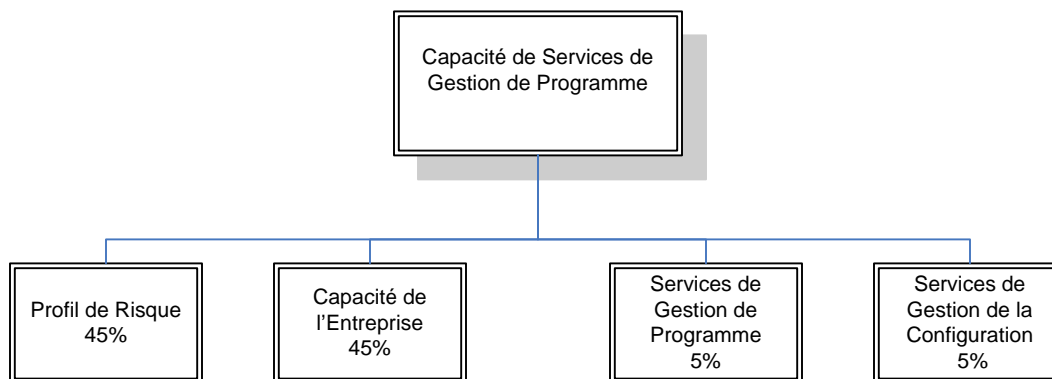 Capacité de Services de
Gestion de Programme
Profil de Risque
45%
Capacité de
l’Entreprise
45%
Services de
Gestion de
Programme
5%
Services de
Gestion de la
Configuration
5%